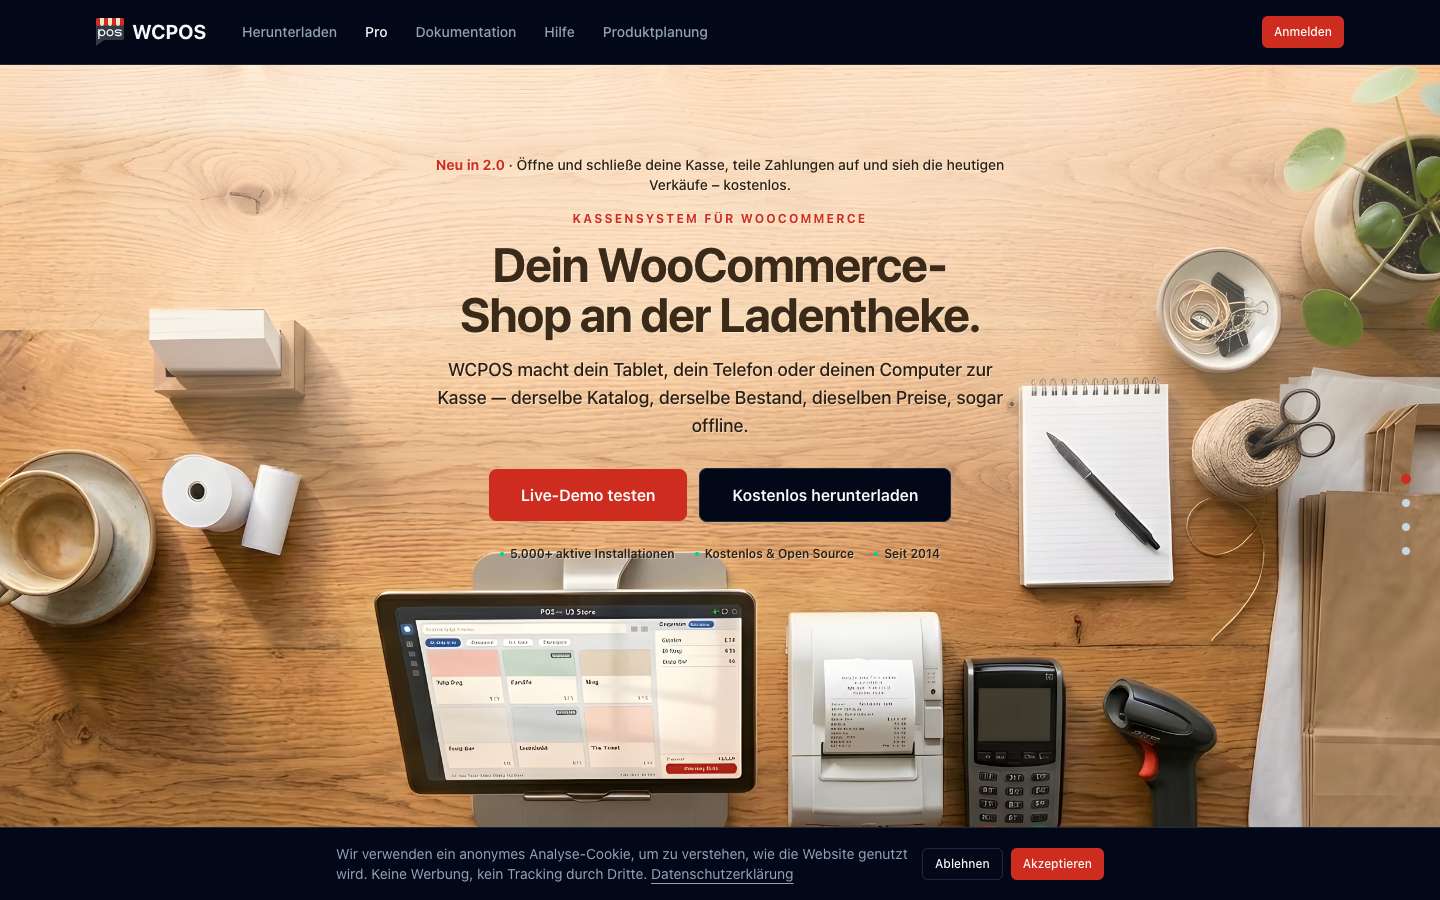 pos WCPOS
Herunterladen
Pro
Dokumentation
Hilfe
Produktplanung
Anmelden
Neu in 2.0 · Öffne und schließe deine Kasse, teile Zahlungen auf und sieh die heutigen
Verkäufe – kostenlos.
KASSENSYSTEM FÜR WOOCOMMERCE
Dein WooCommerce-
Shop an der Ladentheke.
WCPOS macht dein Tablet, dein Telefon oder deinen Computer zur
Kasse — derselbe Katalog, derselbe Bestand, dieselben Preise, sogar
offline.
Live-Demo testen
Kostenlos herunterladen
5,000+ aktive Installationen
Kostenlos & Open Source
Seit 2014
Store
Wir verwenden ein anonymes Analyse-Cookie, um zu verstehen, wie die Website genutzt
wird. Keine Werbung, kein Tracking durch Dritte. Datenschutzerklärung
Ablehnen
Akzeptieren